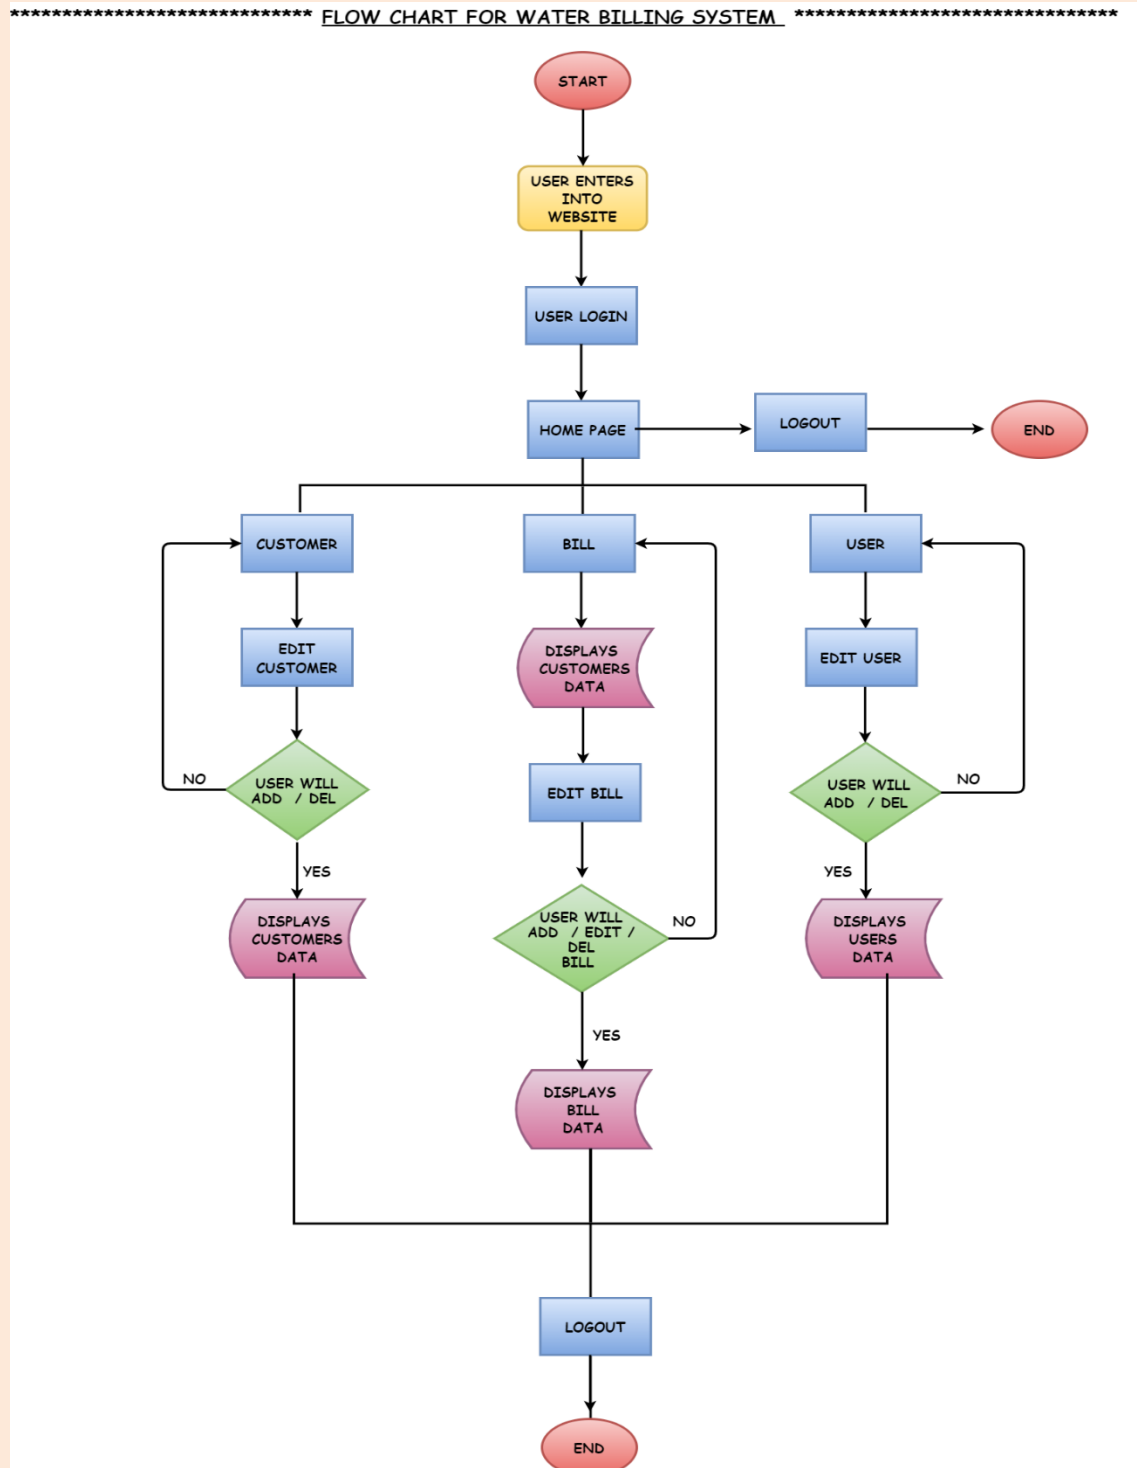 ***************************** FLOW CHART FOR WATER BILLING SYSTEM *******************************
START
USER ENTERS
INTO
WEBSITE
USER LOGIN
HOME PAGE
LOGOUT
END
CUSTOMER
BILL
USER
EDIT
CUSTOMER
DISPLAYS
CUSTOMERS
DATA
EDIT USER
NO
USER WILL
ADD / DEL
EDIT BILL
USER WILL
ADD / DEL
NO
YES
YES
DISPLAYS
CUSTOMERS
DATA
USER WILL
ADD / EDIT /
DEL
BILL
NO
DISPLAYS
USERS
DATA
YES
DISPLAYS
BILL
DATA
LOGOUT
END